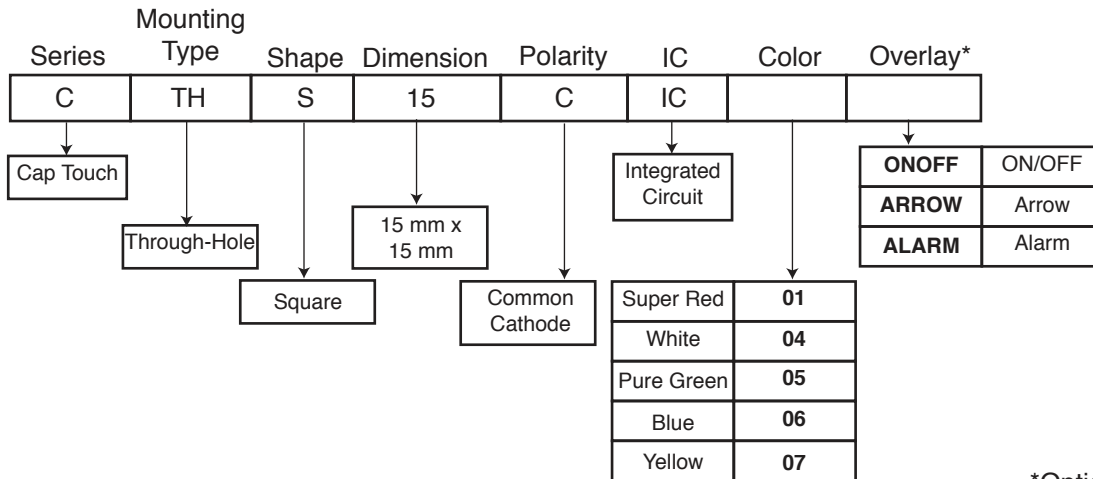 Mounting
Series Type Shape Dimension Polarity IC Color Overlay*
C TH S 15 C IC
Cap Touch
Through-Hole
Square
15 mm x
15 mm
Common
Cathode
Integrated
Circuit
Super Red 01
White 04
Pure Green 05
Blue 06
Yellow 07
ONOFF ON/OFF
ARROW Arrow
ALARM Alarm